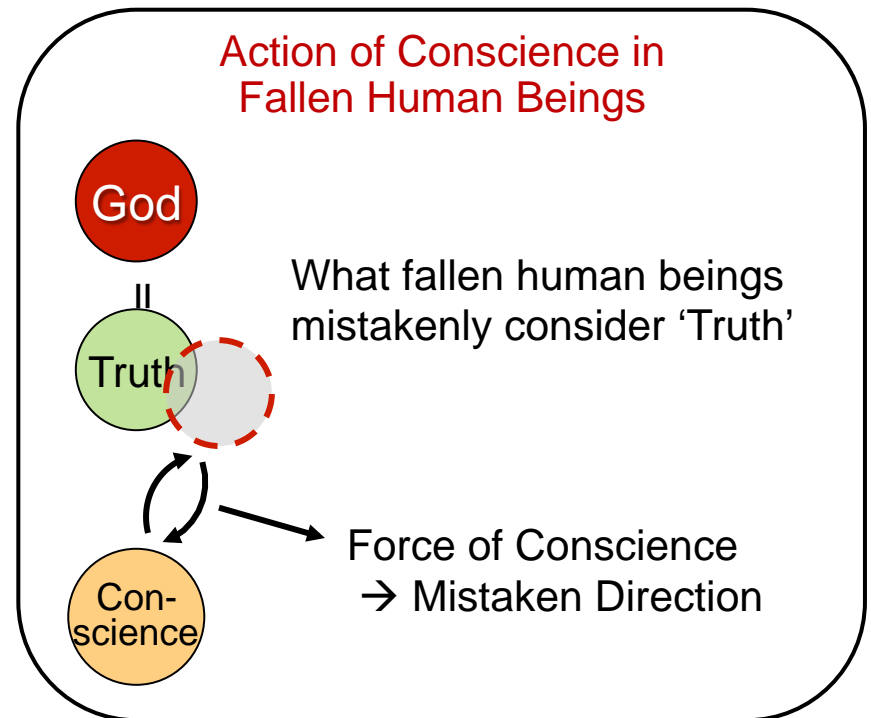 Action of Conscience in
Fallen Human Beings
God
=
Truth
What fallen human beings
mistakenly consider ‘Truth’
Force of Conscience
→ Mistaken Direction
Con-
science